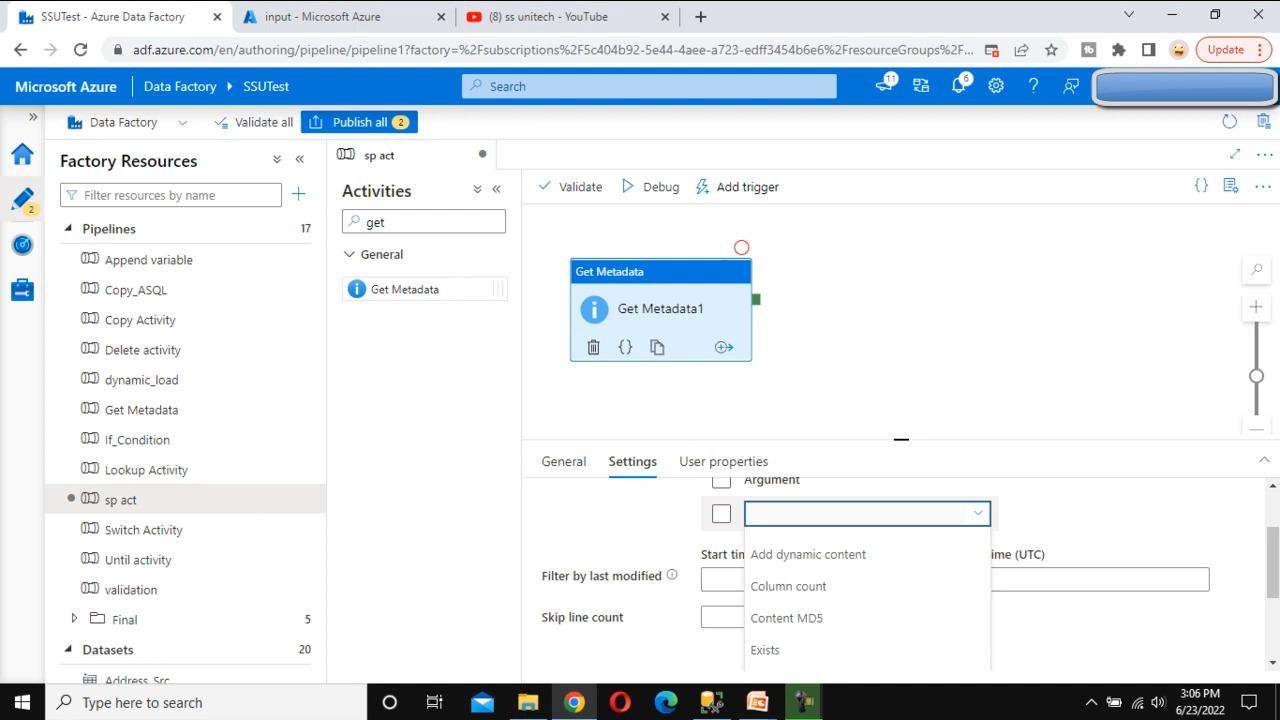 SSUTest - Azure Data Factory
input - Microsoft Azure
(8) ss unitech - YouTube
adf.azure.com/en/authoring/pipeline/pipeline1?factory=%2Fsubscriptions%2F5c404b92-5e44-4aee-a723-edff3454b6e6%2FresourceGroups%2F...
Update
Microsoft Azure
Data Factory
SSUTest
Search
11
6
Data Factory
Validate all
Publish all 2
Factory Resources
sp act
Activities
Validate
Debug
Add trigger
2
Filter resources by name
get
Pipelines 17
General
Get Metadata
Append variable
Copy_ASQL
Copy Activity
Delete activity
dynamic_load
Get Metadata
If_Condition
Lookup Activity
sp act
Switch Activity
Until activity
validation
Final 5
Datasets 20
Address_Src
Get Metadata
Get Metadata1
General
Settings
User properties
Argument
Add dynamic content
Column count
Content MD5
Exists
Start tim
ime (UTC)
Filter by last modified
Skip line count
Type here to search
3:06 PM
6/23/2022